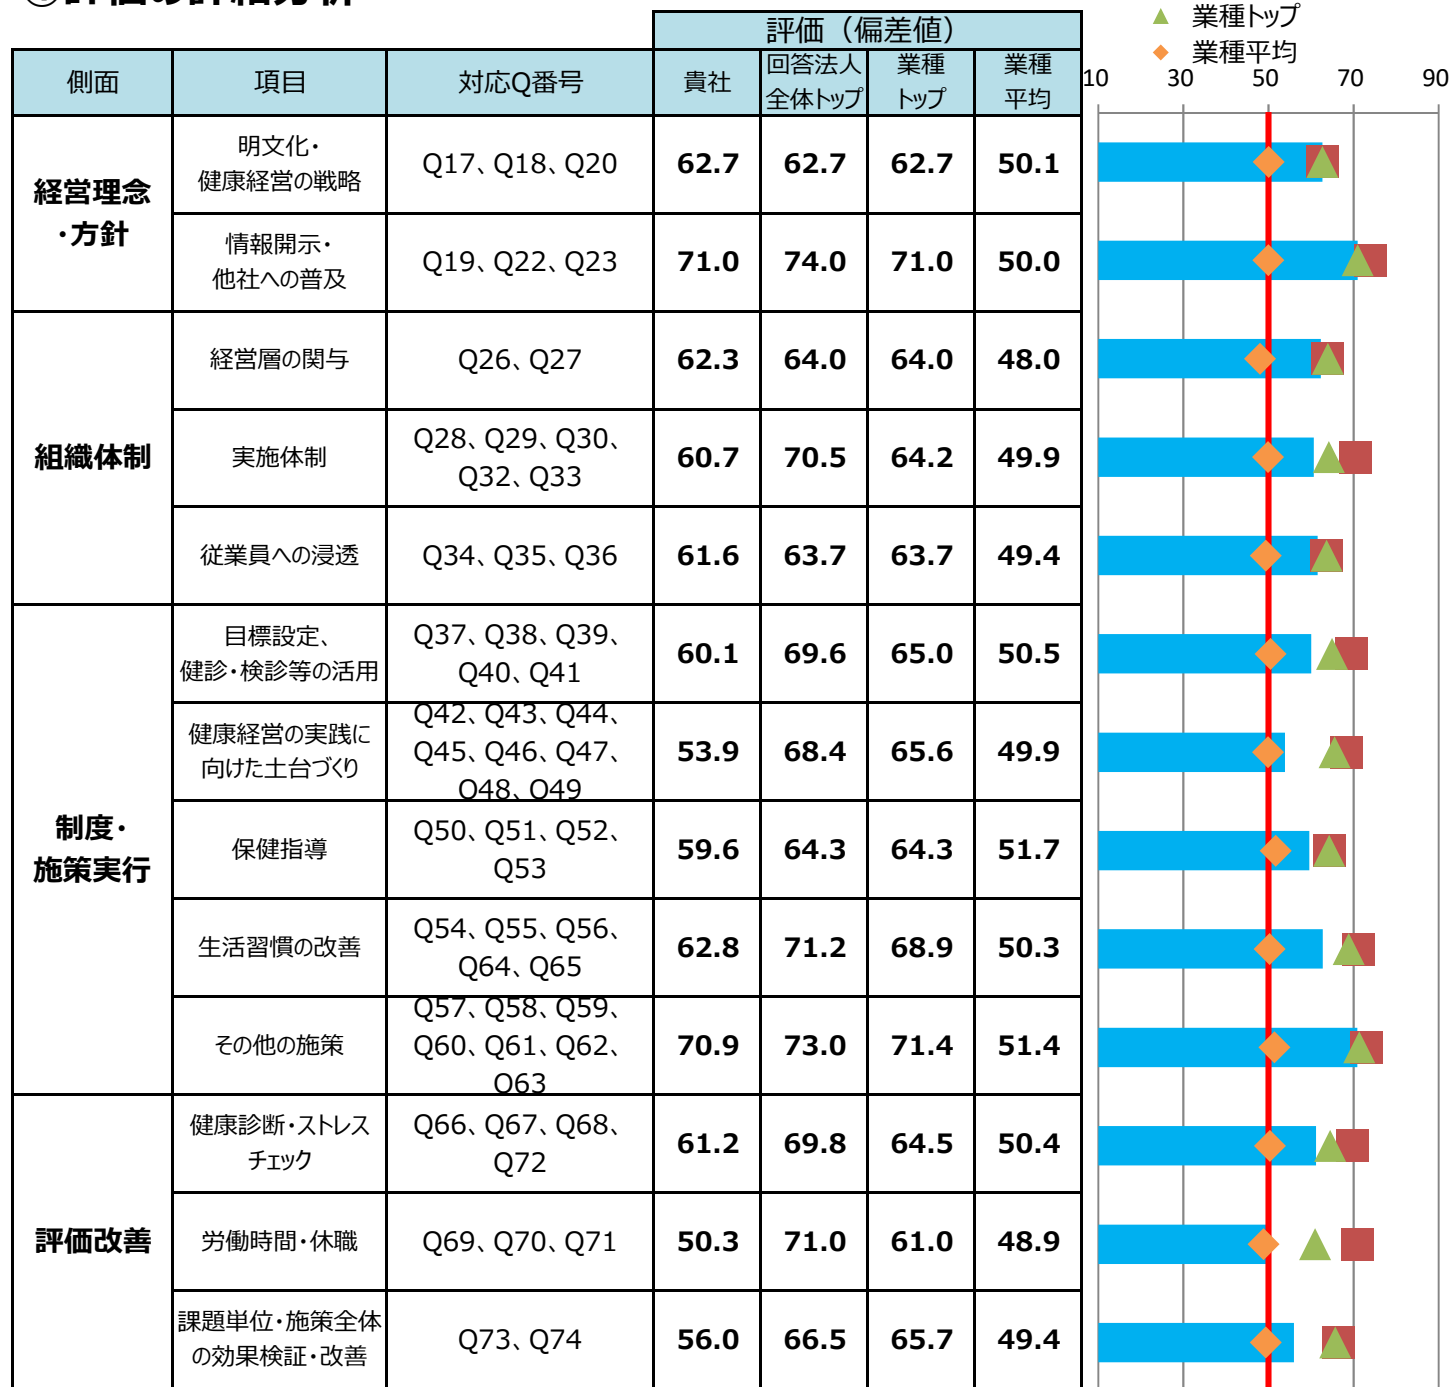 評価（偏差値）
▲ 業種トップ
◆ 業種平均
側面 項目 対応Q番号 貴社 回答法人 業種 業種
全体トップ トップ 平均
10 30 50 70 90
経営理念
・方針
明文化・
健康経営の戦略
Q17、Q18、Q20 62.7 62.7 62.7 50.1
情報開示・
他社への普及
Q19、Q22、Q23 71.0 74.0 71.0 50.0
組織体制
経営層の関与 Q26、Q27 62.3 64.0 64.0 48.0
実施体制
Q28、Q29、Q30、
Q32、Q33
60.7 70.5 64.2 49.9
従業員への浸透 Q34、Q35、Q36 61.6 63.7 63.7 49.4
制度・
施策実行
目標設定、
健診・検診等の活用
Q37、Q38、Q39、
Q40、Q41
60.1 69.6 65.0 50.5
健康経営の実践に
向けた土台づくり
Q42、Q43、Q44、
Q45、Q46、Q47、
Q48、Q49
53.9 68.4 65.6 49.9
保健指導
Q50、Q51、Q52、
Q53
59.6 64.3 64.3 51.7
生活習慣の改善
Q54、Q55、Q56、
Q64、Q65
62.8 71.2 68.9 50.3
その他の施策
Q57、Q58、Q59、
Q60、Q61、Q62、
Q63
70.9 73.0 71.4 51.4
評価改善
健康診断・ストレス
チェック
Q66、Q67、Q68、
Q72
61.2 69.8 64.5 50.4
労働時間・休職 Q69、Q70、Q71 50.3 71.0 61.0 48.9
課題単位・施策全体
の効果検証・改善
Q73、Q74 56.0 66.5 65.7 49.4